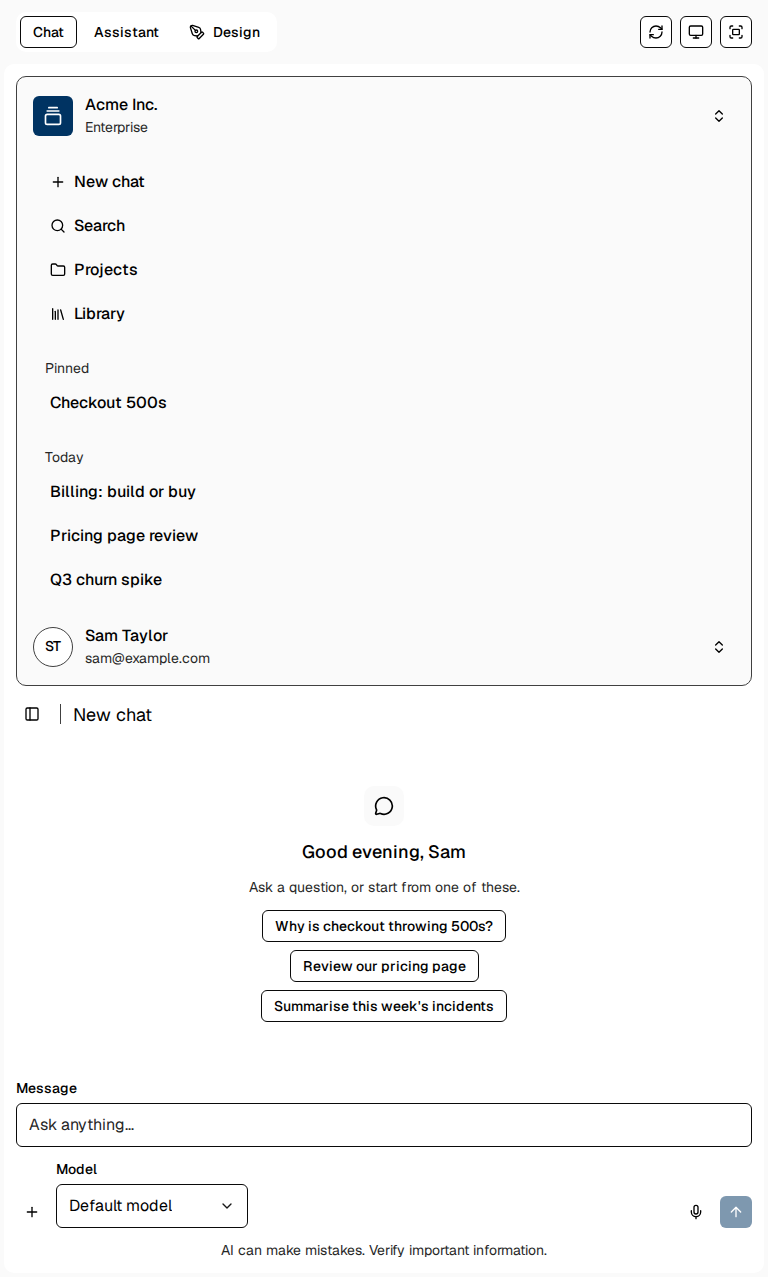 Chat
Assistant
Design
Acme Inc.
Enterprise
New chat
Search
Projects
Library
Pinned
Checkout 500s
Today
Billing: build or buy
Pricing page review
Q3 churn spike
ST
Sam Taylor
sam@example.com
New chat
Good evening, Sam
Ask a question, or start from one of these.
Why is checkout throwing 500s?
Review our pricing page
Summarise this week's incidents
Message
Ask anything...
Model
Default model
AI can make mistakes. Verify important information.